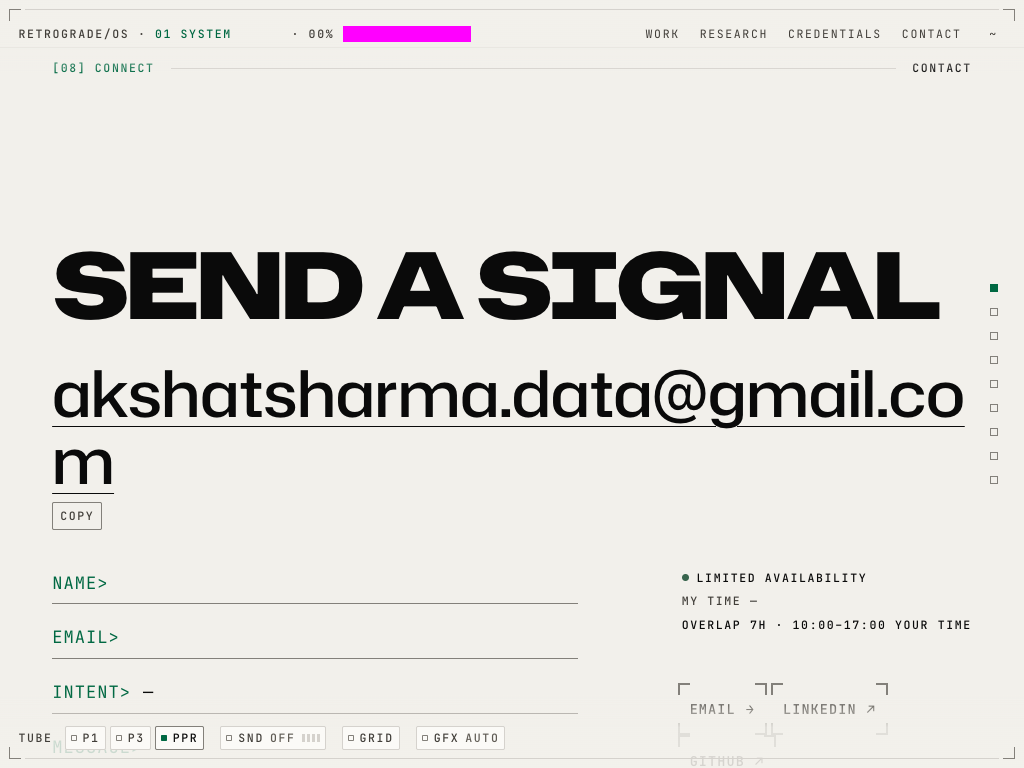 RETROGRADE/OS · 01 SYSTEM · 00% WORK RESEARCH CREDENTIALS CONTACT ~
[08] CONNECT CONTACT
SEND A SIGNAL
akshatsharma.data@gmail.co
m
COPY
NAME>
LIMITED AVAILABILITY
MY TIME —
OVERLAP 7H · 10:00–17:00 YOUR TIME
EMAIL>
INTENT> —
EMAIL → LINKEDIN ↗
MESSAGE>
TUBE P1 P3 PPR SND OFF GRID GFX AUTO
GITHUB ↗